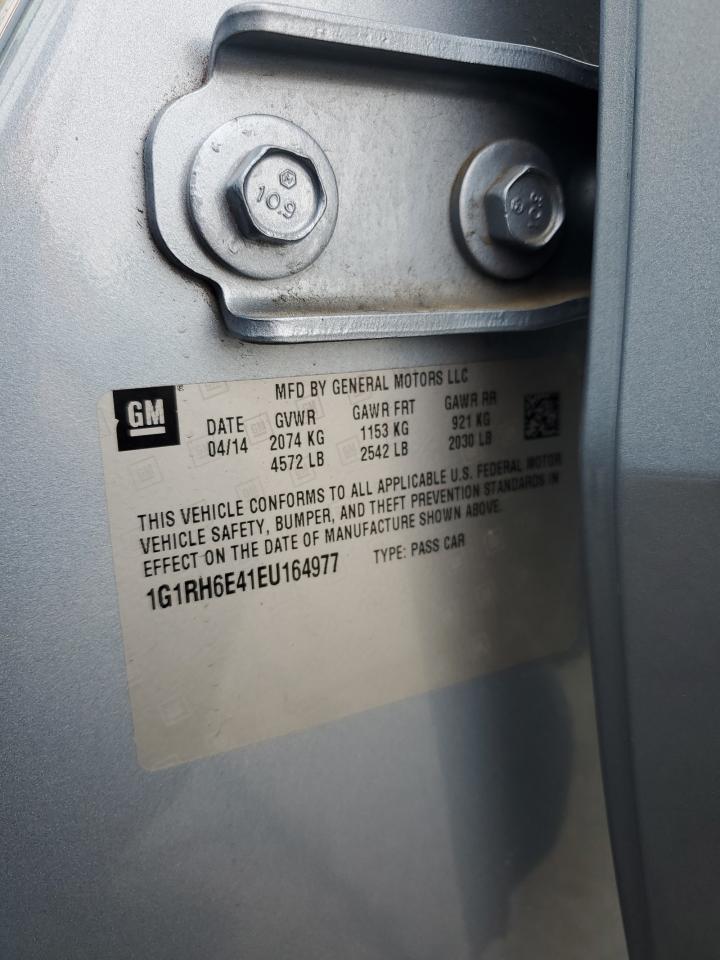 10.9
GM
®
MFD BY GENERAL MOTORS LLC
DATE GVWR GAWR FRT GAWR RR
04/14 2074 KG 1153 KG 921 KG
4572 LB 2542 LB 2030 LB
THIS VEHICLE CONFORMS TO ALL APPLICABLE U.S. FEDERAL MOTOR
VEHICLE SAFETY, BUMPER, AND THEFT PREVENTION STANDARDS IN
EFFECT ON THE DATE OF MANUFACTURE SHOWN ABOVE.
1G1RH6E41EU164977 TYPE: PASS CAR